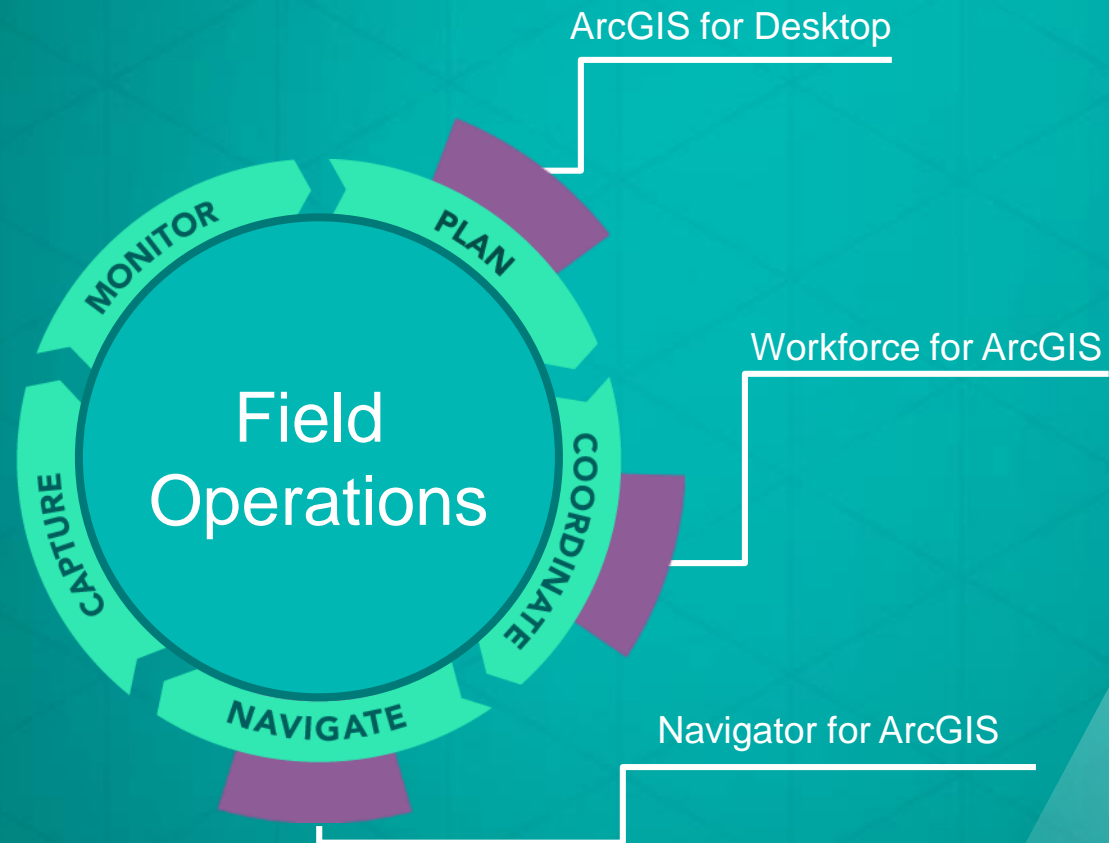 ArcGIS for Desktop
MONITOR
PLAN
Workforce for ArcGIS
Field
Operations
COORDINATE
CAPTURE
NAVIGATE
Navigator for ArcGIS